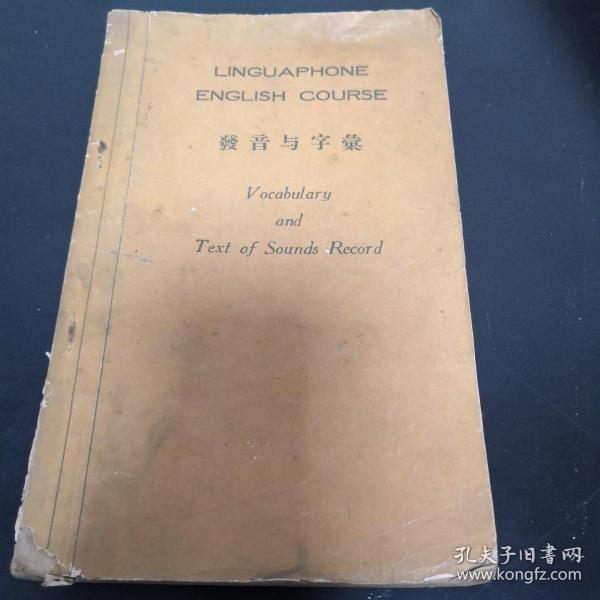 LINGUAPHONE
ENGLISH COURSE
發音与字彙
Vocabulary
and
Text of Sounds Record
孔夫子旧书网
www.kongfz.com